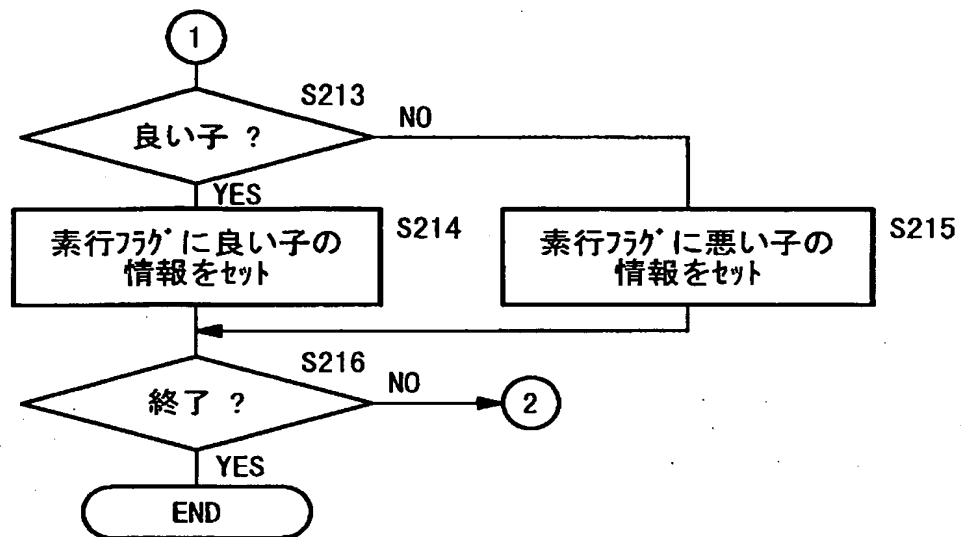 1
S213
良い子 ?
NO
YES
素行ﾌﾗｸﾞに良い子の
情報をｾｯﾄ
S214
素行ﾌﾗｸﾞに悪い子の
情報をｾｯﾄ
S215
S216
終了 ?
NO
2
YES
END